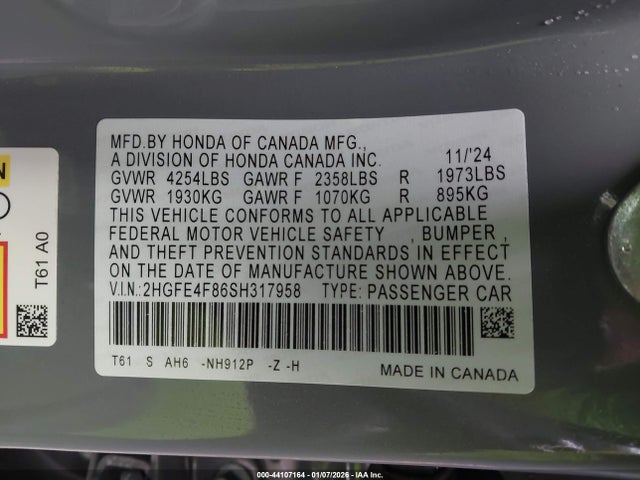 MFD.BY HONDA OF CANADA MFG.,
A DIVISION OF HONDA CANADA INC. 11/'24
GVWR 4254LBS GAWR F 2358LBS R 1973LBS
GVWR 1930KG GAWR F 1070KG R 895KG
THIS VEHICLE CONFORMS TO ALL APPLICABLE
FEDERAL MOTOR VEHICLE SAFETY , BUMPER ,
AND THEFT PREVENTION STANDARDS IN EFFECT
ON THE DATE OF MANUFACTURE SHOWN ABOVE.
V.I.N.:2HGFE4F86SH317958 TYPE: PASSENGER CAR
T61 S AH6 -NH912P -Z -H
MADE IN CANADA
T61 A0
N
000-44107164 - 01/07/2026 - IAA Inc.